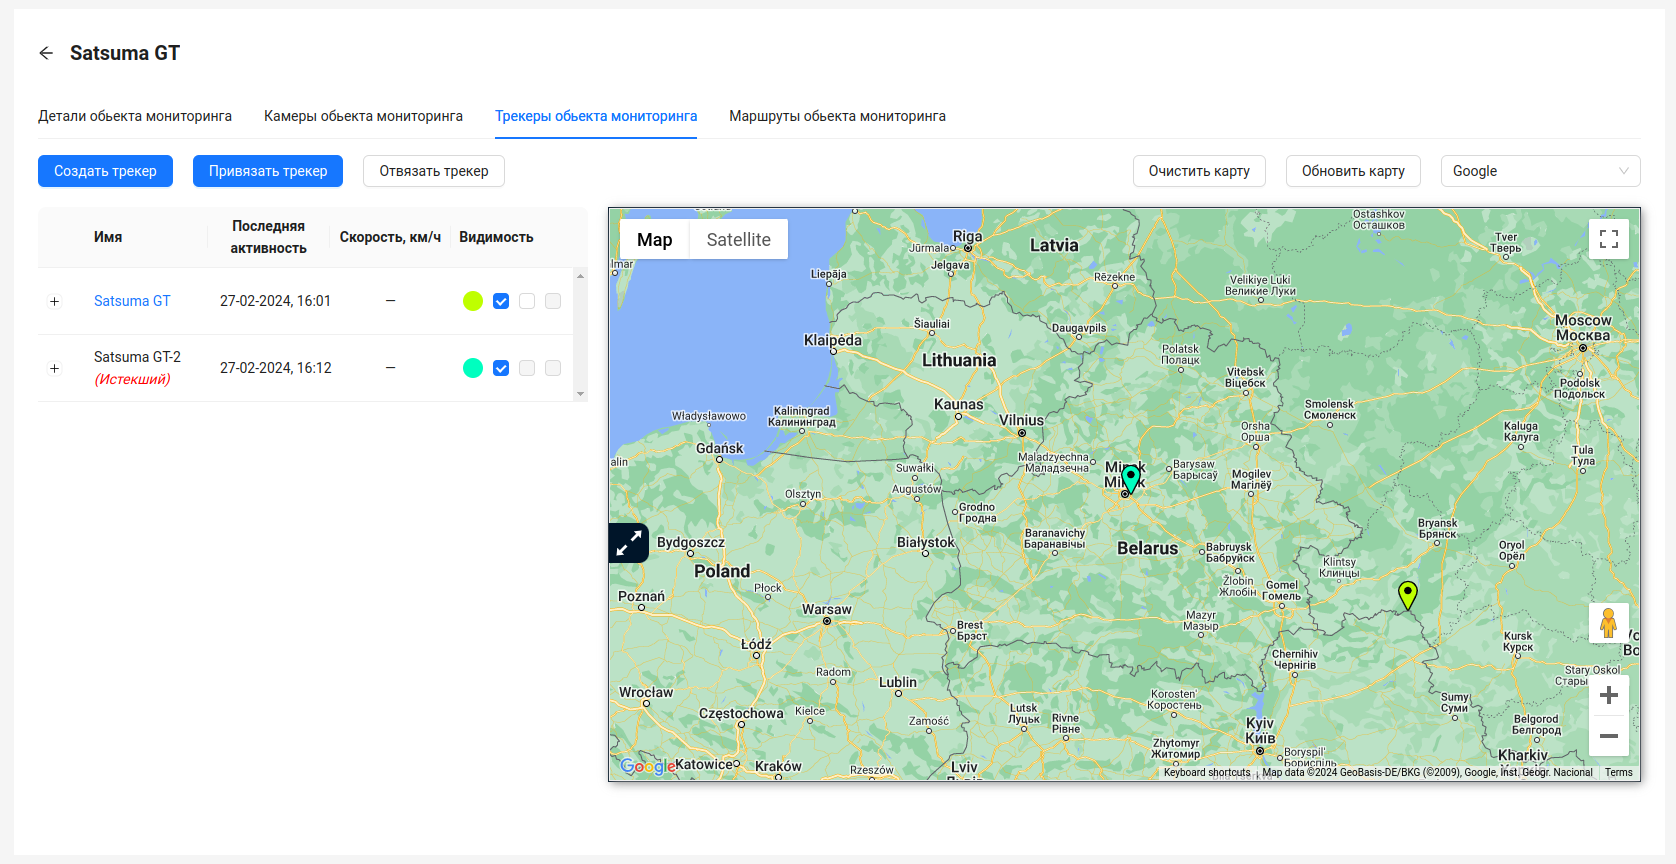 Satsuma GT
Детали обьекта мониторинга
Камеры обьекта мониторинга
Трекеры обьекта мониторинга
Маршруты обьекта мониторинга
Создать трекер
Привязать трекер
Отвязать трекер
Очистить карту
Обновить карту
Google
Имя
Последняя
активность
Скорость, км/ч
Видимость
Satsuma GT
27-02-2024, 16:01
—
Satsuma GT-2
(Истекший)
27-02-2024, 16:12
—
Map
Satellite
Riga
Jūrmala
Jelgava
Latvia
Rēzekne
Ostashkov
Осташков
Tver
Тверь
lmar
Liepāja
Velikiye Luki
Великие Луки
Šiauliai
Daugavpils
Moscow
Москва
Klaipėda
Lithuania
Polatsk
Полацк
Vitebsk
Віцебск
Podolsk
Подольск
Kaunas
Smolensk
Смоленск
Władysławowo
Kaliningrad
Калининград
Vilnius
Orsha
Орша
Kaluga
Калуга
Gdańsk
Tula
Тула
alin
Suwałki
Maladzyechna
Маладзечна
Barysaw
Барысаў
Mogilev
Магілёў
Olsztyn
Augustów
Grodno
Гродна
Bryansk
Брянск
Bydgoszcz
Białystok
Baranavichy
Баранавічы
Belarus
Babruysk
Бабруйск
Oryol
Орёл
Poland
Klintsy
Клинцы
Poznań
Płock
Žlobin
Жлобін
Gomel
Гомель
Warsaw
Mazyr
Мазыр
Brest
Брэст
Kursk
Курск
Łódź
Chernihiv
Чернігів
Radom
Lublin
Stary Oskol
Wrocław
Korosten'
Коростень
Sumy
Суми
Częstochowa
Kielce
Zamość
Lutsk
Луцьк
Rivne
Рівне
Kyiv
Київ
Belgorod
Белгород
Zhytomyr
Житомир
Boryspil'
Бориспіль
Kharkiv
Google
Katowice
Kraków
Rzeszów
Lviv
Keyboard shortcuts
Map data ©2024 GeoBasis-DE/BKG (©2009), Google, Inst. Geogr. Nacional
Terms